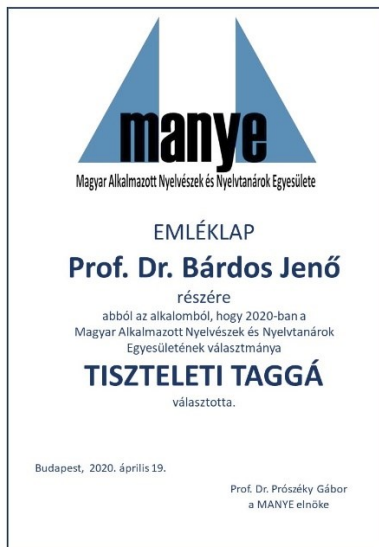 manye
Magyar Alkalmazott Nyelvészek és Nyelvtanárok Egyesülete
EMLÉKLAP
Prof. Dr. Bárdos Jenő
részére
abból az alkalomból, hogy 2020-ban a
Magyar Alkalmazott Nyelvészek és Nyelvtanárok
Egyesületének választmánya
TISZTELETI TAGGÁ
választotta.
Budapest, 2020. április 19.
Prof. Dr. Prószéky Gábor
a MANYE elnöke